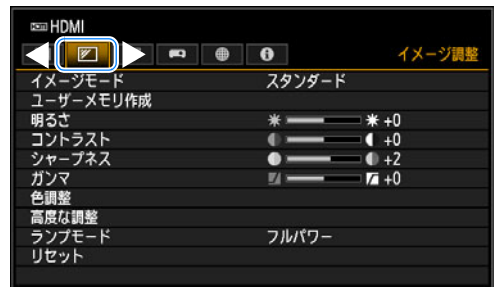 HDMI HDMI
イメージ調整
イメージモード スタンダード
ユーザーメモリ作成
明るさ +0
コントラスト +0
シャープネス +2
ガンマ +0
色調整
高度な調整
ランプモード フルパワー
リセット